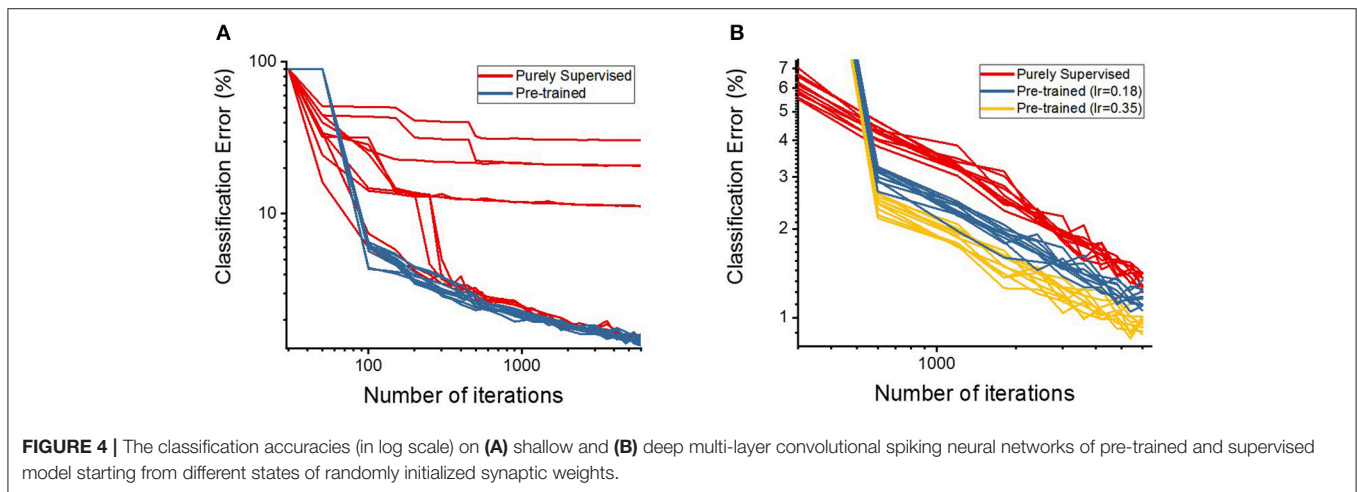 A
100
10
Classification Error (%)
Purely Supervised
Pre-trained
100
1000
Number of iterations
B
7
6
5
4
3
2
1
Classification Error (%)
Purely Supervised
Pre-trained (lr=0.18)
Pre-trained (lr=0.35)
1000
Number of iterations
FIGURE 4 | The classification accuracies (in log scale) on (A) shallow and (B) deep multi-layer convolutional spiking neural networks of pre-trained and supervised
model starting from different states of randomly initialized synaptic weights.